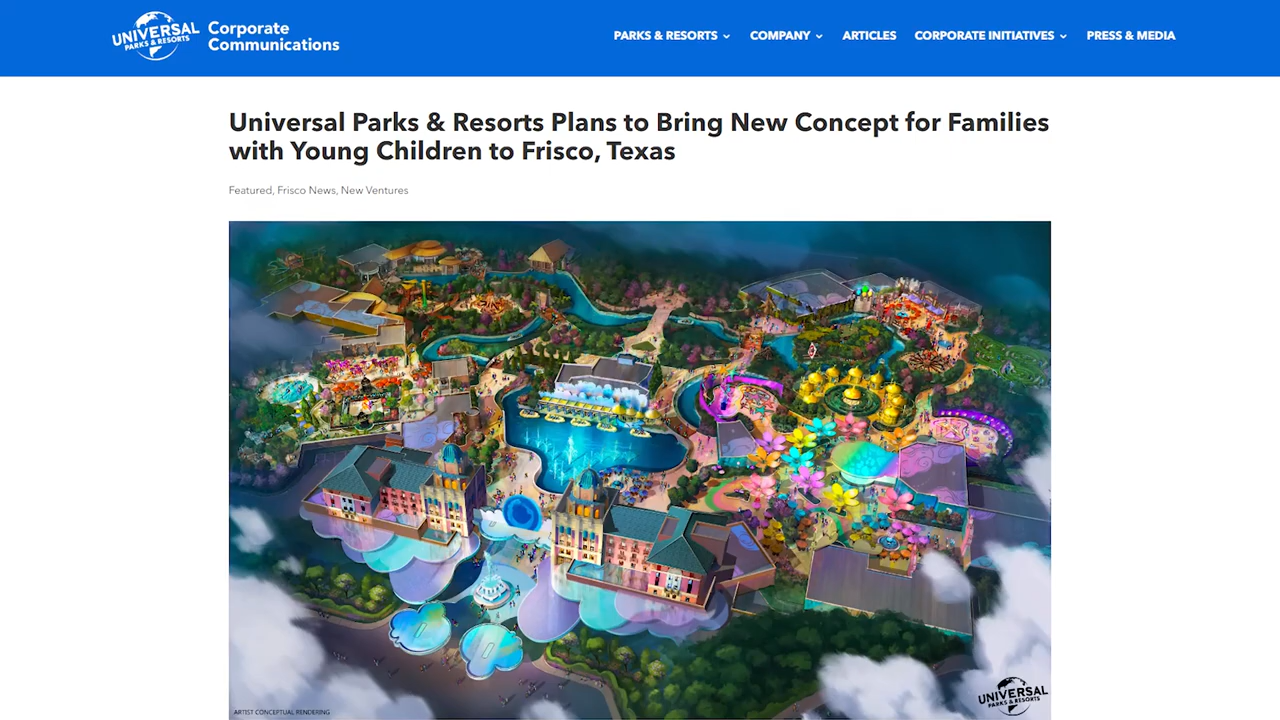 UNIVERSAL
PARKS & RESORTS
Corporate
Communications
PARKS & RESORTS
COMPANY
ARTICLES
CORPORATE INITIATIVES
PRESS & MEDIA
Universal Parks & Resorts Plans to Bring New Concept for Families
with Young Children to Frisco, Texas
Featured, Frisco News, New Ventures
ARTIST CONCEPTUAL RENDERING
UNIVERSAL
PARKS & RESORTS